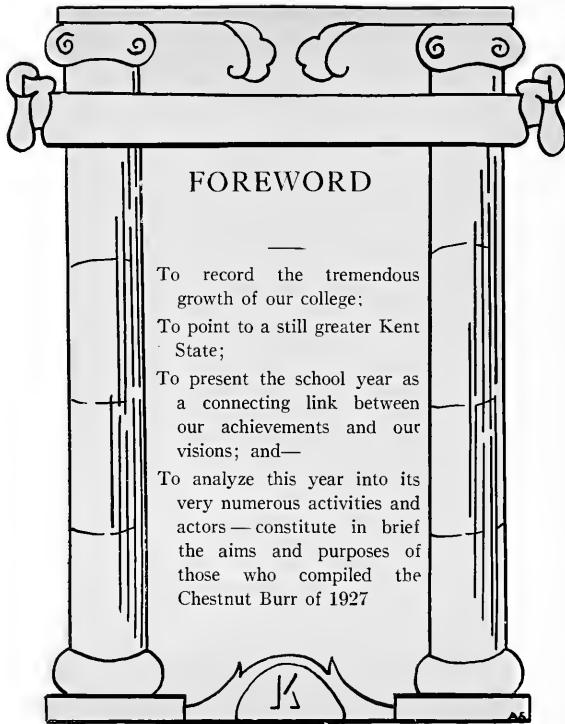 FOREWORD
To record the tremendous
growth of our college;
To point to a still greater Kent
State;
To present the school year as
a connecting link between
our achievements and our
visions; and—
To analyze this year into its
very numerous activities and
actors — constitute in brief
the aims and purposes of
those who compiled the
Chestnut Burr of 1927
K